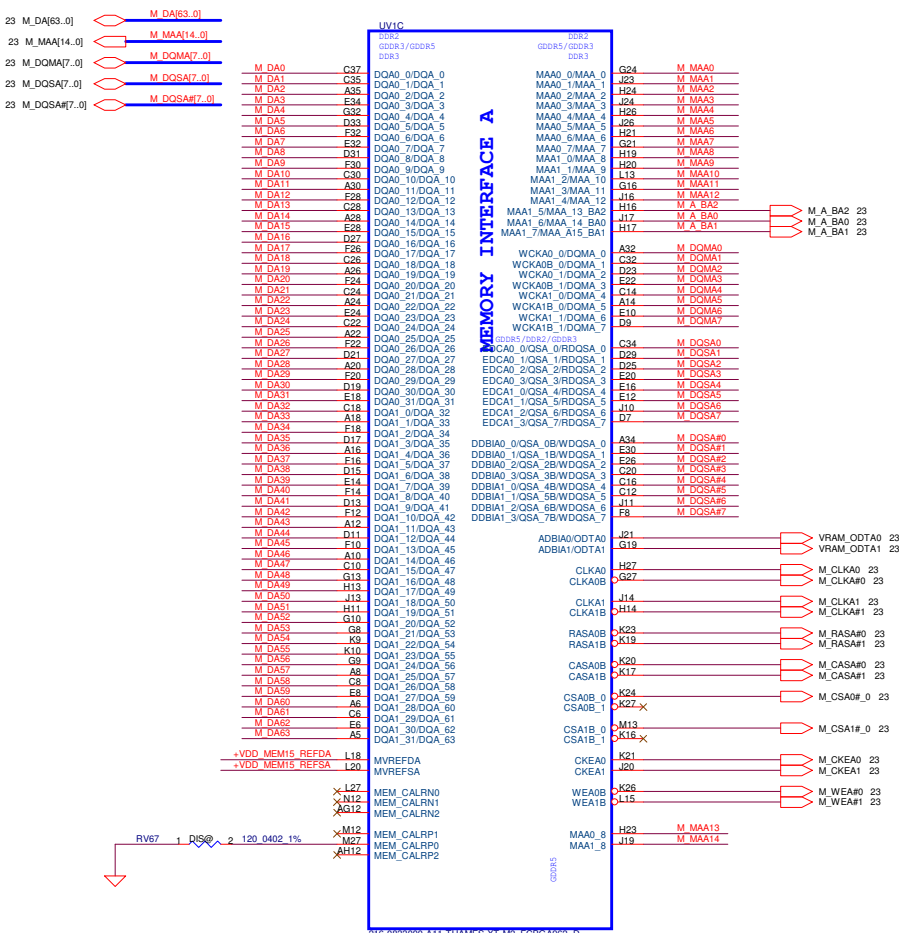 23 M_DA[63..0] M_DA[63..0]
23 M_MAA[14..0] M_MAA[14..0]
23 M_DQMA[7..0] M_DQMA[7..0]
23 M_DQSA[7..0] M_DQSA[7..0]
23 M_DQSA#[7..0] M_DQSA#[7..0]
UV1C
DDR2
GDDR3/GDDR5
DDR3
DDR2
GDDR5/GDDR3
DDR3
MEMORY INTERFACE A
M_DA0 C37 DQA0_0/DQA_0
M_DA1 C35 DQA0_1/DQA_1
M_DA2 A35 DQA0_2/DQA_2
M_DA3 E34 DQA0_3/DQA_3
M_DA4 G32 DQA0_4/DQA_4
M_DA5 D33 DQA0_5/DQA_5
M_DA6 F32 DQA0_6/DQA_6
M_DA7 E32 DQA0_7/DQA_7
M_DA8 D31 DQA0_8/DQA_8
M_DA9 F30 DQA0_9/DQA_9
M_DA10 C30 DQA0_10/DQA_10
M_DA11 A30 DQA0_11/DQA_11
M_DA12 F28 DQA0_12/DQA_12
M_DA13 C28 DQA0_13/DQA_13
M_DA14 A28 DQA0_14/DQA_14
M_DA15 E28 DQA0_15/DQA_15
M_DA16 D27 DQA0_16/DQA_16
M_DA17 F26 DQA0_17/DQA_17
M_DA18 C26 DQA0_18/DQA_18
M_DA19 A26 DQA0_19/DQA_19
M_DA20 F24 DQA0_20/DQA_20
M_DA21 C24 DQA0_21/DQA_21
M_DA22 A24 DQA0_22/DQA_22
M_DA23 E24 DQA0_23/DQA_23
M_DA24 C22 DQA0_24/DQA_24
M_DA25 A22 DQA0_25/DQA_25
M_DA26 F22 DQA0_26/DQA_26
M_DA27 D21 DQA0_27/DQA_27
M_DA28 A20 DQA0_28/DQA_28
M_DA29 F20 DQA0_29/DQA_29
M_DA30 D19 DQA0_30/DQA_30
M_DA31 E18 DQA0_31/DQA_31
M_DA32 C18 DQA1_0/DQA_32
M_DA33 A18 DQA1_1/DQA_33
M_DA34 F18 DQA1_2/DQA_34
M_DA35 D17 DQA1_3/DQA_35
M_DA36 A16 DQA1_4/DQA_36
M_DA37 F16 DQA1_5/DQA_37
M_DA38 D15 DQA1_6/DQA_38
M_DA39 E14 DQA1_7/DQA_39
M_DA40 F14 DQA1_8/DQA_40
M_DA41 D13 DQA1_9/DQA_41
M_DA42 F12 DQA1_10/DQA_42
M_DA43 A12 DQA1_11/DQA_43
M_DA44 D11 DQA1_12/DQA_44
M_DA45 F10 DQA1_13/DQA_45
M_DA46 A10 DQA1_14/DQA_46
M_DA47 C10 DQA1_15/DQA_47
M_DA48 G13 DQA1_16/DQA_48
M_DA49 H13 DQA1_17/DQA_49
M_DA50 J13 DQA1_18/DQA_50
M_DA51 H11 DQA1_19/DQA_51
M_DA52 G10 DQA1_20/DQA_52
M_DA53 G8 DQA1_21/DQA_53
M_DA54 K9 DQA1_22/DQA_54
M_DA55 K10 DQA1_23/DQA_55
M_DA56 G9 DQA1_24/DQA_56
M_DA57 A8 DQA1_25/DQA_57
M_DA58 C8 DQA1_26/DQA_58
M_DA59 E8 DQA1_27/DQA_59
M_DA60 A6 DQA1_28/DQA_60
M_DA61 C6 DQA1_29/DQA_61
M_DA62 E6 DQA1_30/DQA_62
M_DA63 A5 DQA1_31/DQA_63
+VDD_MEM15_REFDA L18 MVREFDA
+VDD_MEM15_REFSA L20 MVREFSA
L27 MEM_CALRN0
N12 MEM_CALRN1
AG12 MEM_CALRN2
M12 MEM_CALRP1
RV67 1 DIS@ 2 120_0402_1% M27 MEM_CALRP0
AH12 MEM_CALRP2
MAA0_0/MAA_0 G24 M_MAA0
MAA0_1/MAA_1 J23 M_MAA1
MAA0_2/MAA_2 H24 M_MAA2
MAA0_3/MAA_3 J24 M_MAA3
MAA0_4/MAA_4 H26 M_MAA4
MAA0_5/MAA_5 J26 M_MAA5
MAA0_6/MAA_6 H21 M_MAA6
MAA0_7/MAA_7 G21 M_MAA7
MAA1_0/MAA_8 H19 M_MAA8
MAA1_1/MAA_9 H20 M_MAA9
MAA1_2/MAA_10 L13 M_MAA10
MAA1_3/MAA_11 G16 M_MAA11
MAA1_4/MAA_12 J16 M_MAA12
MAA1_5/MAA_13_BA2 H16 M_A_BA2 23
MAA1_6/MAA_14_BA0 J17 M_A_BA0 23
MAA1_7/MAA_A15_BA1 H17 M_A_BA1 23
WCKA0_0/DQMA_0 A32 M_DQMA0
WCKA0B_0/DQMA_1 C32 M_DQMA1
WCKA0_1/DQMA_2 D23 M_DQMA2
WCKA0B_1/DQMA_3 E22 M_DQMA3
WCKA1_0/DQMA_4 C14 M_DQMA4
WCKA1B_0/DQMA_5 A14 M_DQMA5
WCKA1_1/DQMA_6 E10 M_DQMA6
WCKA1B_1/DQMA_7 D9 M_DQMA7
GDDR5/DDR2/GDDR3
EDCA0_0/QSA_0/RDQSA_0 C34 M_DQSA0
EDCA0_1/QSA_1/RDQSA_1 D29 M_DQSA1
EDCA0_2/QSA_2/RDQSA_2 D25 M_DQSA2
EDCA0_3/QSA_3/RDQSA_3 E20 M_DQSA3
EDCA1_0/QSA_4/RDQSA_4 E16 M_DQSA4
EDCA1_1/QSA_5/RDQSA_5 E12 M_DQSA5
EDCA1_2/QSA_6/RDQSA_6 J10 M_DQSA6
EDCA1_3/QSA_7/RDQSA_7 D7 M_DQSA7
DDBIA0_0/QSA_0B/WDQSA_0 A34 M_DQSA#0
DDBIA0_1/QSA_1B/WDQSA_1 E30 M_DQSA#1
DDBIA0_2/QSA_2B/WDQSA_2 E26 M_DQSA#2
DDBIA0_3/QSA_3B/WDQSA_3 C20 M_DQSA#3
DDBIA1_0/QSA_4B/WDQSA_4 C16 M_DQSA#4
DDBIA1_1/QSA_5B/WDQSA_5 C12 M_DQSA#5
DDBIA1_2/QSA_6B/WDQSA_6 J11 M_DQSA#6
DDBIA1_3/QSA_7B/WDQSA_7 F8 M_DQSA#7
ADBIA0/ODTA0 J21 VRAM_ODTA0 23
ADBIA1/ODTA1 G19 VRAM_ODTA1 23
CLKA0 H27 M_CLKA0 23
CLKA0B G27 M_CLKA#0 23
CLKA1 J14 M_CLKA1 23
CLKA1B H14 M_CLKA#1 23
RASA0B K23 M_RASA#0 23
RASA1B K19 M_RASA#1 23
CASA0B K20 M_CASA#0 23
CASA1B K17 M_CASA#1 23
CSA0B_0 K24 M_CSA0#_0 23
CSA0B_1 K27
CSA1B_0 M13 M_CSA1#_0 23
CSA1B_1 K16
CKEA0 K21 M_CKEA0 23
CKEA1 J20 M_CKEA1 23
WEA0B K26 M_WEA#0 23
WEA1B L15 M_WEA#1 23
MAA0_8 H23 M_MAA13
MAA1_8 J19 M_MAA14
GDDR5